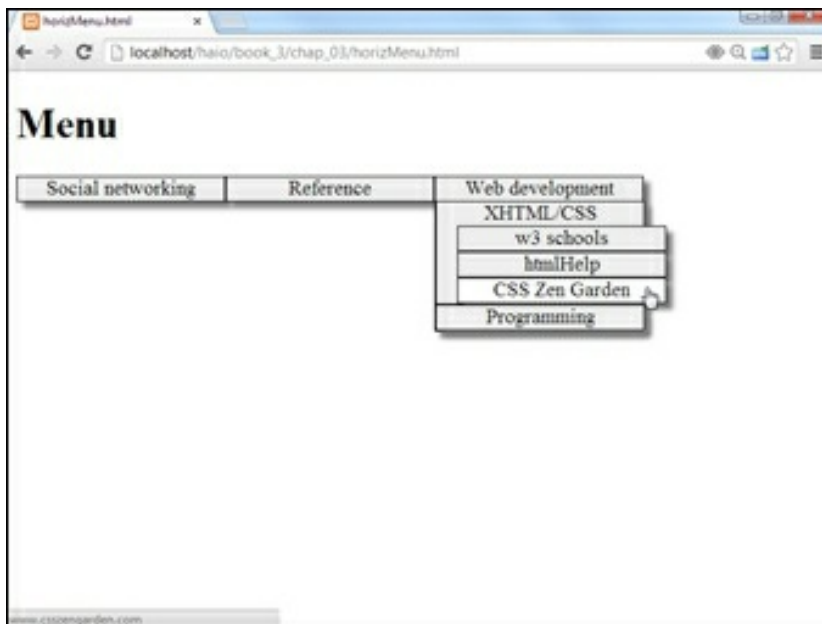 horizMenu.html
localhost/haio/book_3/chap_03/horizMenu.html
Menu
Social networking Reference Web development
XHTML/CSS
w3 schools
htmlHelp
CSS Zen Garden
Programming
www.csszengarden.com